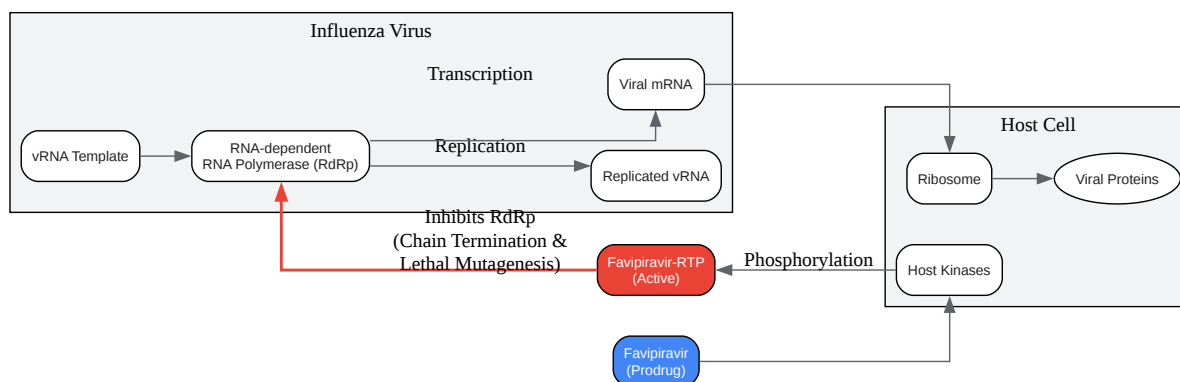 Influenza Virus
Transcription
Viral mRNA
Host Cell
vRNA Template
RNA-dependent
RNA Polymerase (RdRp)
Replication
Replicated vRNA
Ribosome
Viral Proteins
Inhibits RdRp
(Chain Termination &
Lethal Mutagenesis)
Favipiravir-RTP
(Active)
Phosphorylation
Host Kinases
Favipiravir
(Prodrug)